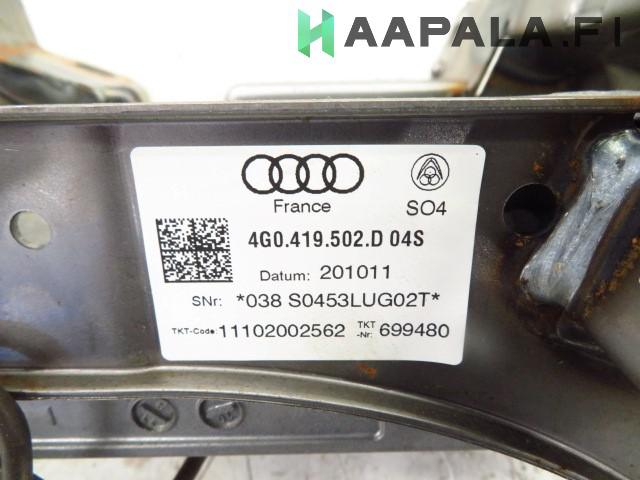 HAAPALA.FI
France
SO4
4G0.419.502.D 04S
Datum: 201011
SNr: *038 S0453LUG02T*
TKT-Code: 11102002562 TKT-Nr: 699480